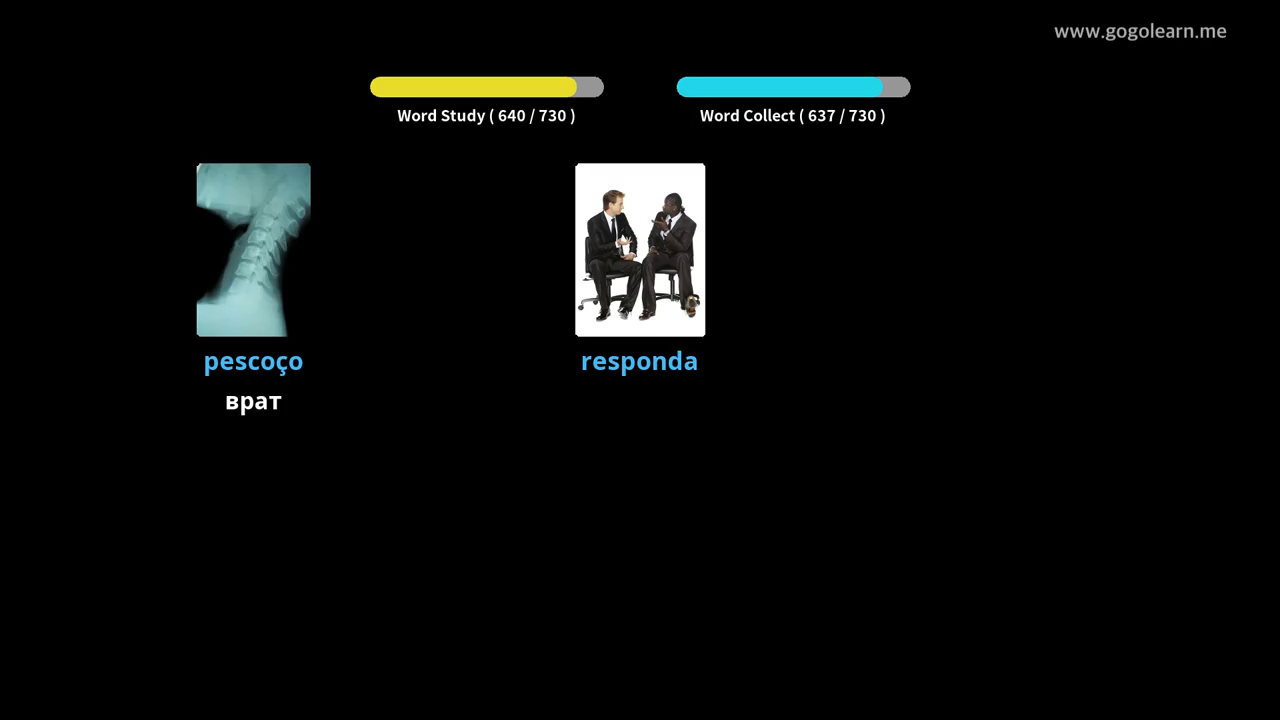 www.gogolearn.me
Word Study ( 640 / 730 )
Word Collect ( 637 / 730 )
pescoço
responda
врат